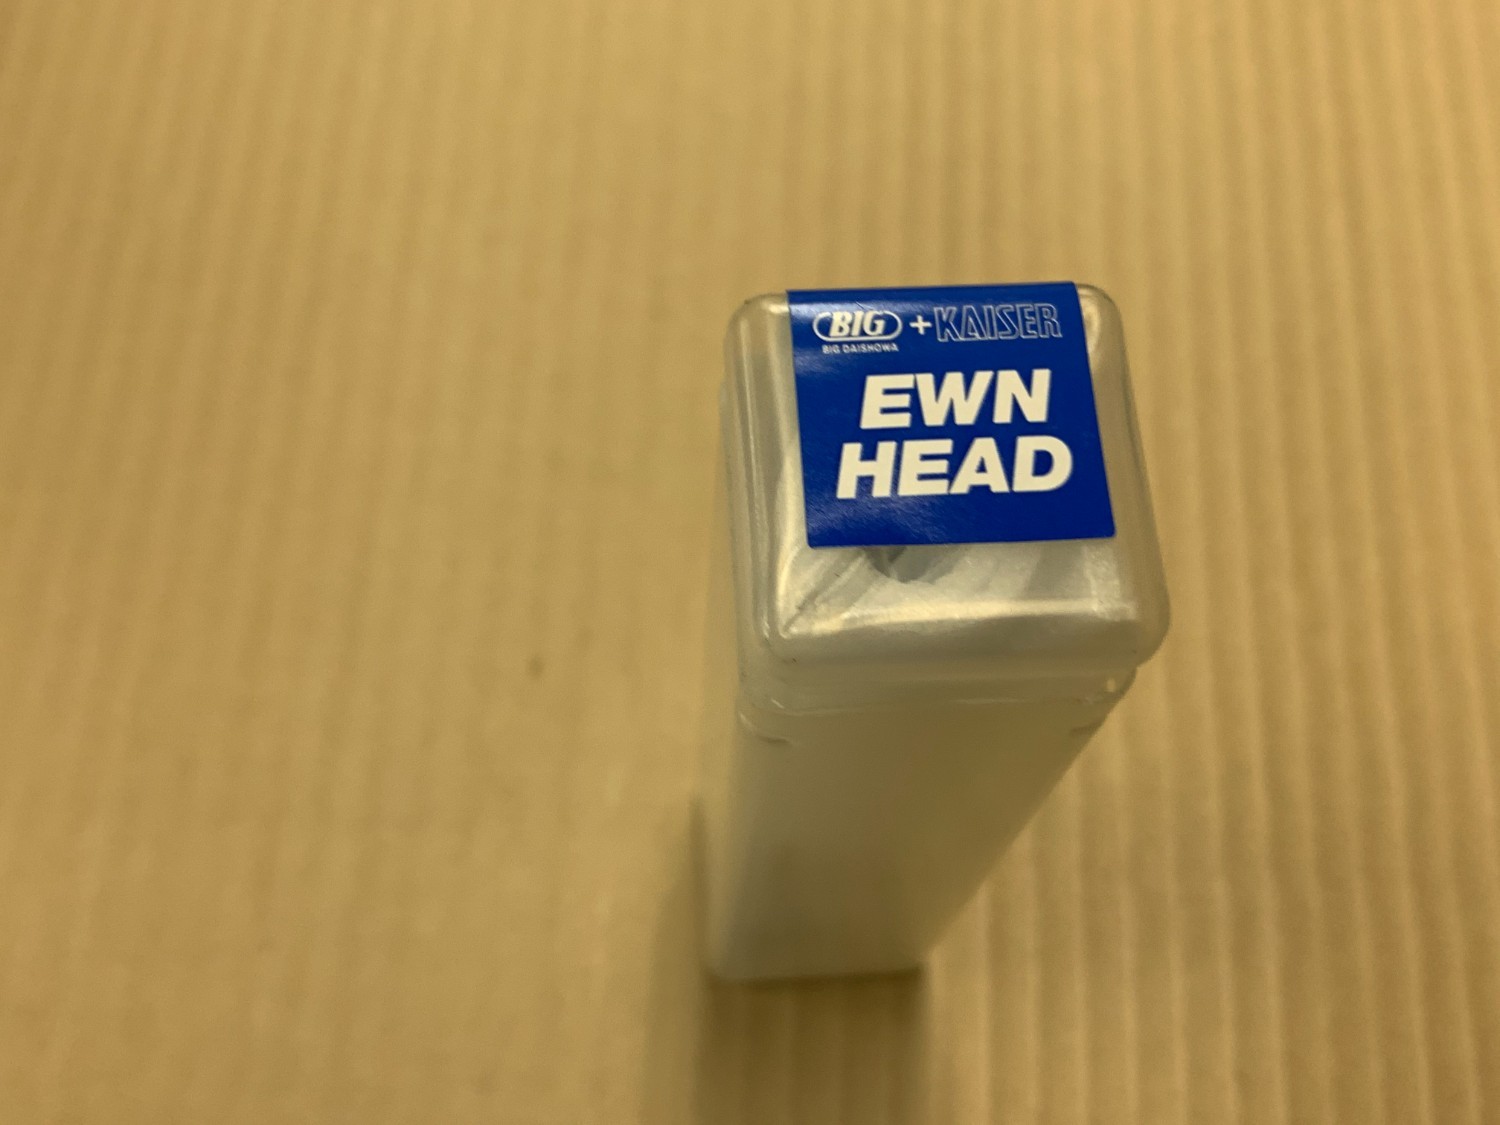 BIG + KAISER
BIG DAISHOWA
EWN
HEAD